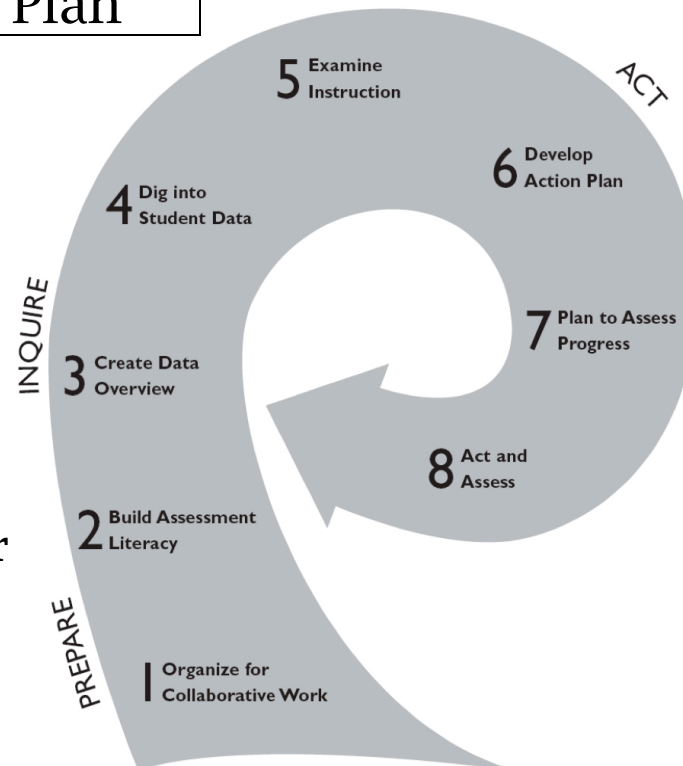 Plan
ACT
5 Examine
Instruction
6 Develop
Action Plan
4 Dig into
Student Data
INQUIRE
7 Plan to Assess
Progress
3 Create Data
Overview
8 Act and
Assess
2 Build Assessment
Literacy
r
PREPARE
1 Organize for
Collaborative Work